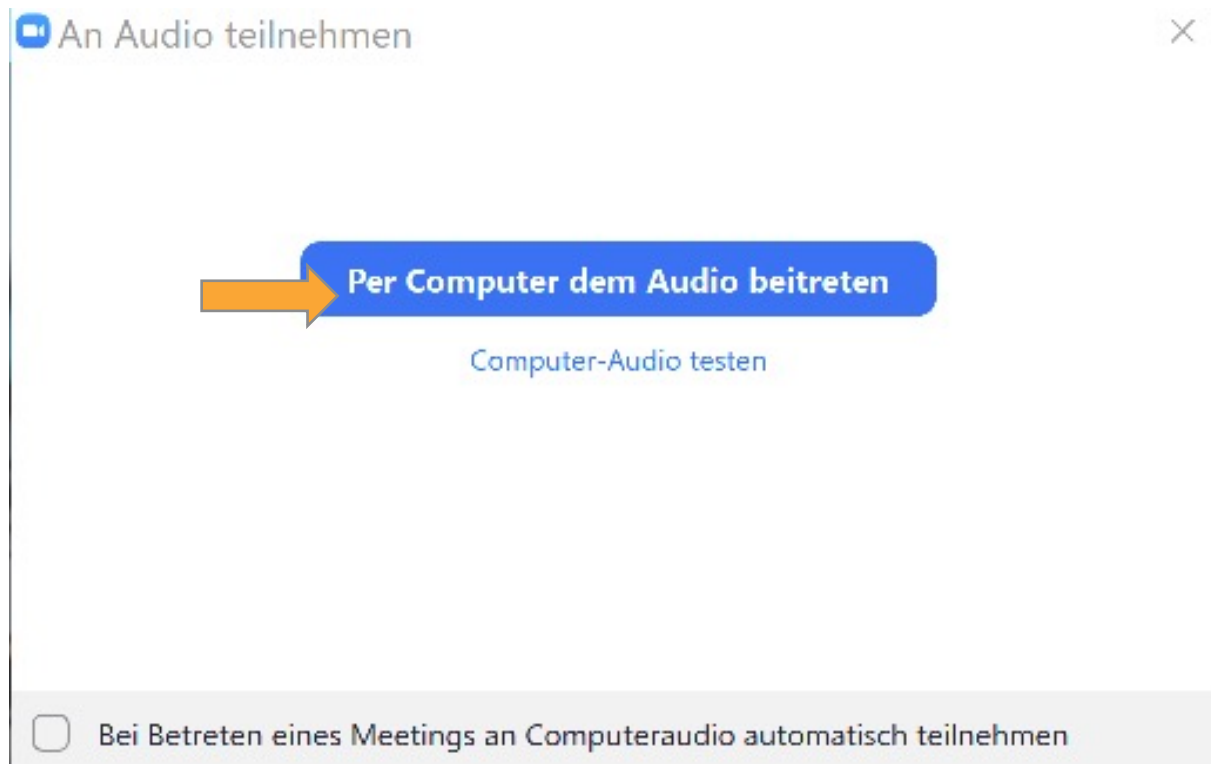 An Audio teilnehmen
Per Computer dem Audio beitreten
Computer-Audio testen
Bei Betreten eines Meetings an Computeraudio automatisch teilnehmen